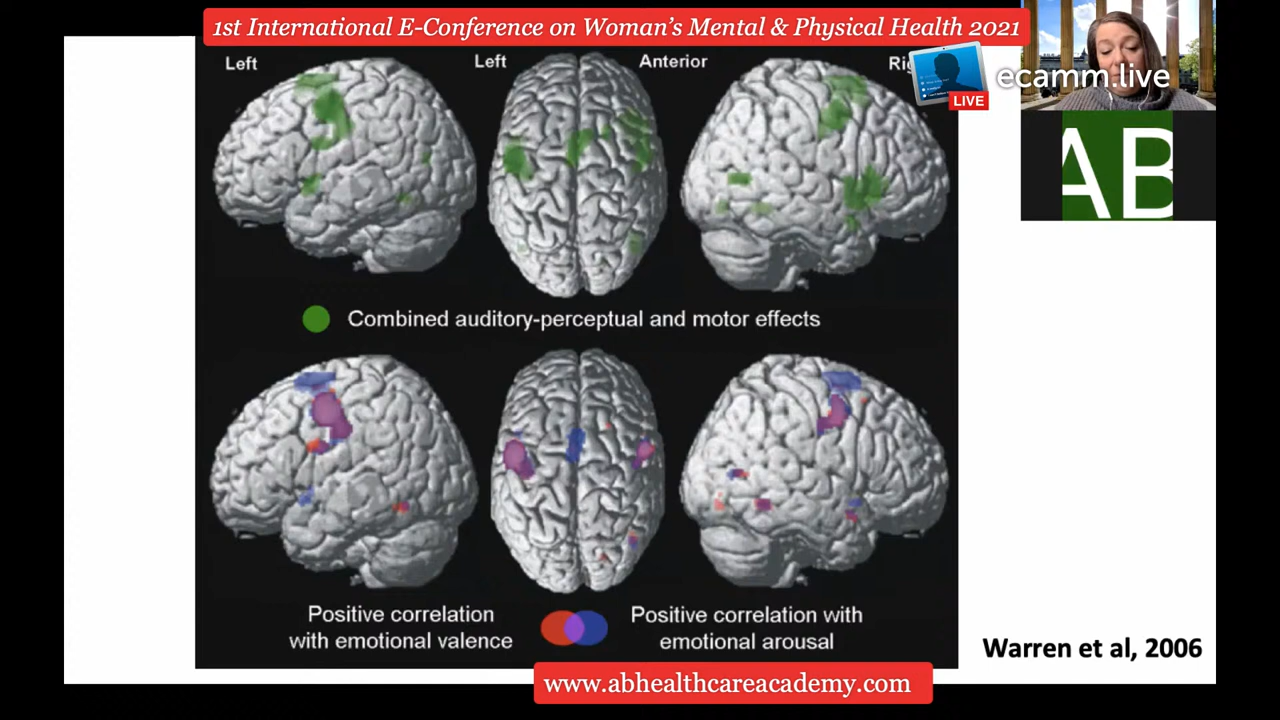 1st International E-Conference on Woman's Mental & Physical Health 2021
Left
Left
Anterior
ecamm.live
LIVE
AB
Combined auditory-perceptual and motor effects
Positive correlation
with emotional valence
Positive correlation with
emotional arousal
Warren et al, 2006
www.abhealthcareacademy.com